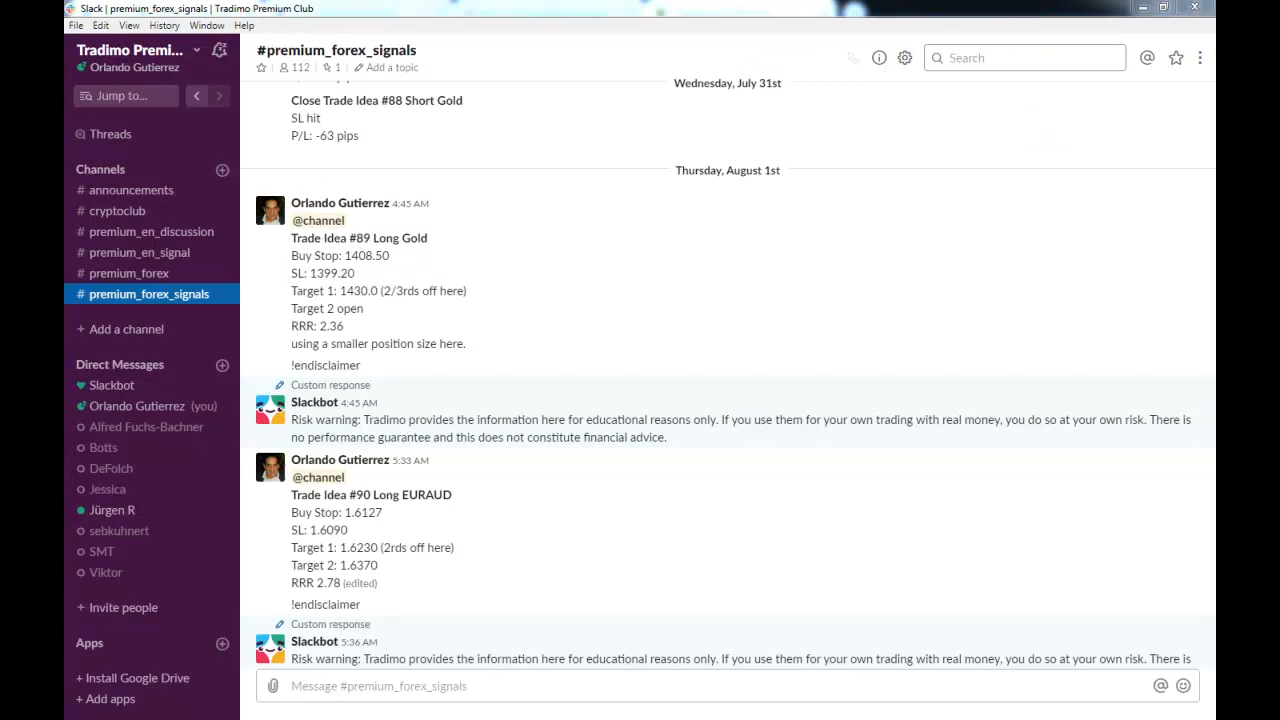 Slack | premium_forex_signals | Tradimo Premium Club
File Edit View History Window Help
Tradimo Premi...
Orlando Gutierrez
Jump to...
Threads
Channels
# announcements
# cryptoclub
# premium_en_discussion
# premium_en_signal
# premium_forex
# premium_forex_signals
+ Add a channel
Direct Messages
Slackbot
Orlando Gutierrez (you)
Alfred Fuchs-Bachner
Botts
DeFolch
Jessica
Jürgen R
sebkuhnert
SMT
Viktor
+ Invite people
Apps
+ Install Google Drive
+ Add apps
#premium_forex_signals
112 1 Add a topic
Search
Wednesday, July 31st
Close Trade Idea #88 Short Gold
SL hit
P/L: -63 pips
Thursday, August 1st
Orlando Gutierrez 4:45 AM
@channel
Trade Idea #89 Long Gold
Buy Stop: 1408.50
SL: 1399.20
Target 1: 1430.0 (2/3rds off here)
Target 2 open
RRR: 2.36
using a smaller position size here.
!endisclaimer
Custom response
Slackbot 4:45 AM
Risk warning: Tradimo provides the information here for educational reasons only. If you use them for your own trading with real money, you do so at your own risk. There is
no performance guarantee and this does not constitute financial advice.
Orlando Gutierrez 5:33 AM
@channel
Trade Idea #90 Long EURAUD
Buy Stop: 1.6127
SL: 1.6090
Target 1: 1.6230 (2rds off here)
Target 2: 1.6370
RRR 2.78 (edited)
!endisclaimer
Custom response
Slackbot 5:36 AM
Risk warning: Tradimo provides the information here for educational reasons only. If you use them for your own trading with real money, you do so at your own risk. There is
Message #premium_forex_signals